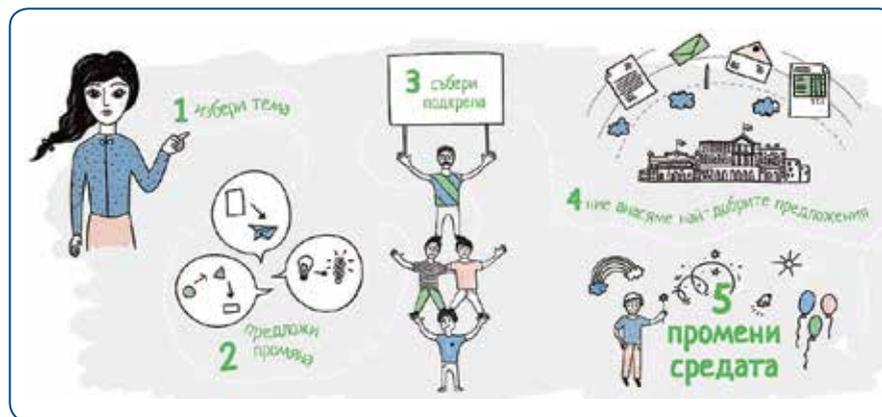 1 избери тема
2 предложи
промяна
3 събери
подкрепа
4 ние внасяме най-добрите предложения
5
промени
средата